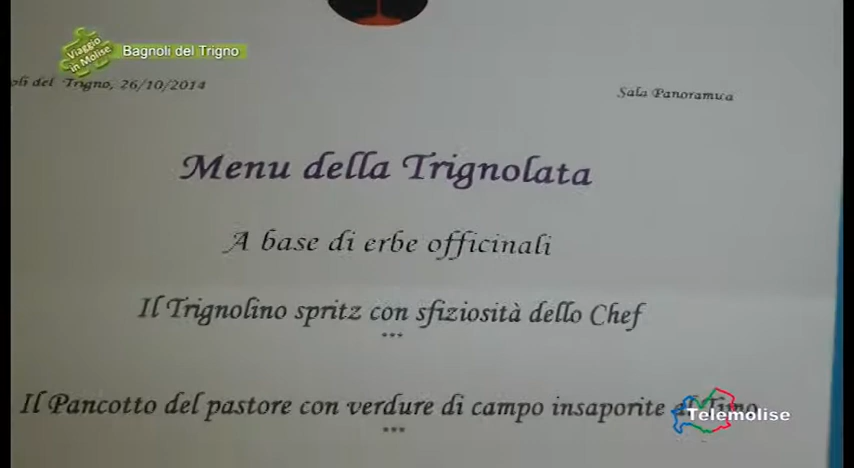 Viaggio
in Molise
Bagnoli del Trigno
oli del Trigno, 26/10/2014
Sala Panoramica
Menu della Trignolata
A base di erbe officinali
Il Trignolino spritz con sfiziosità dello Chef
***
Il Pancotto del pastore con verdure di campo insaporite al Timo
Telemolise
***